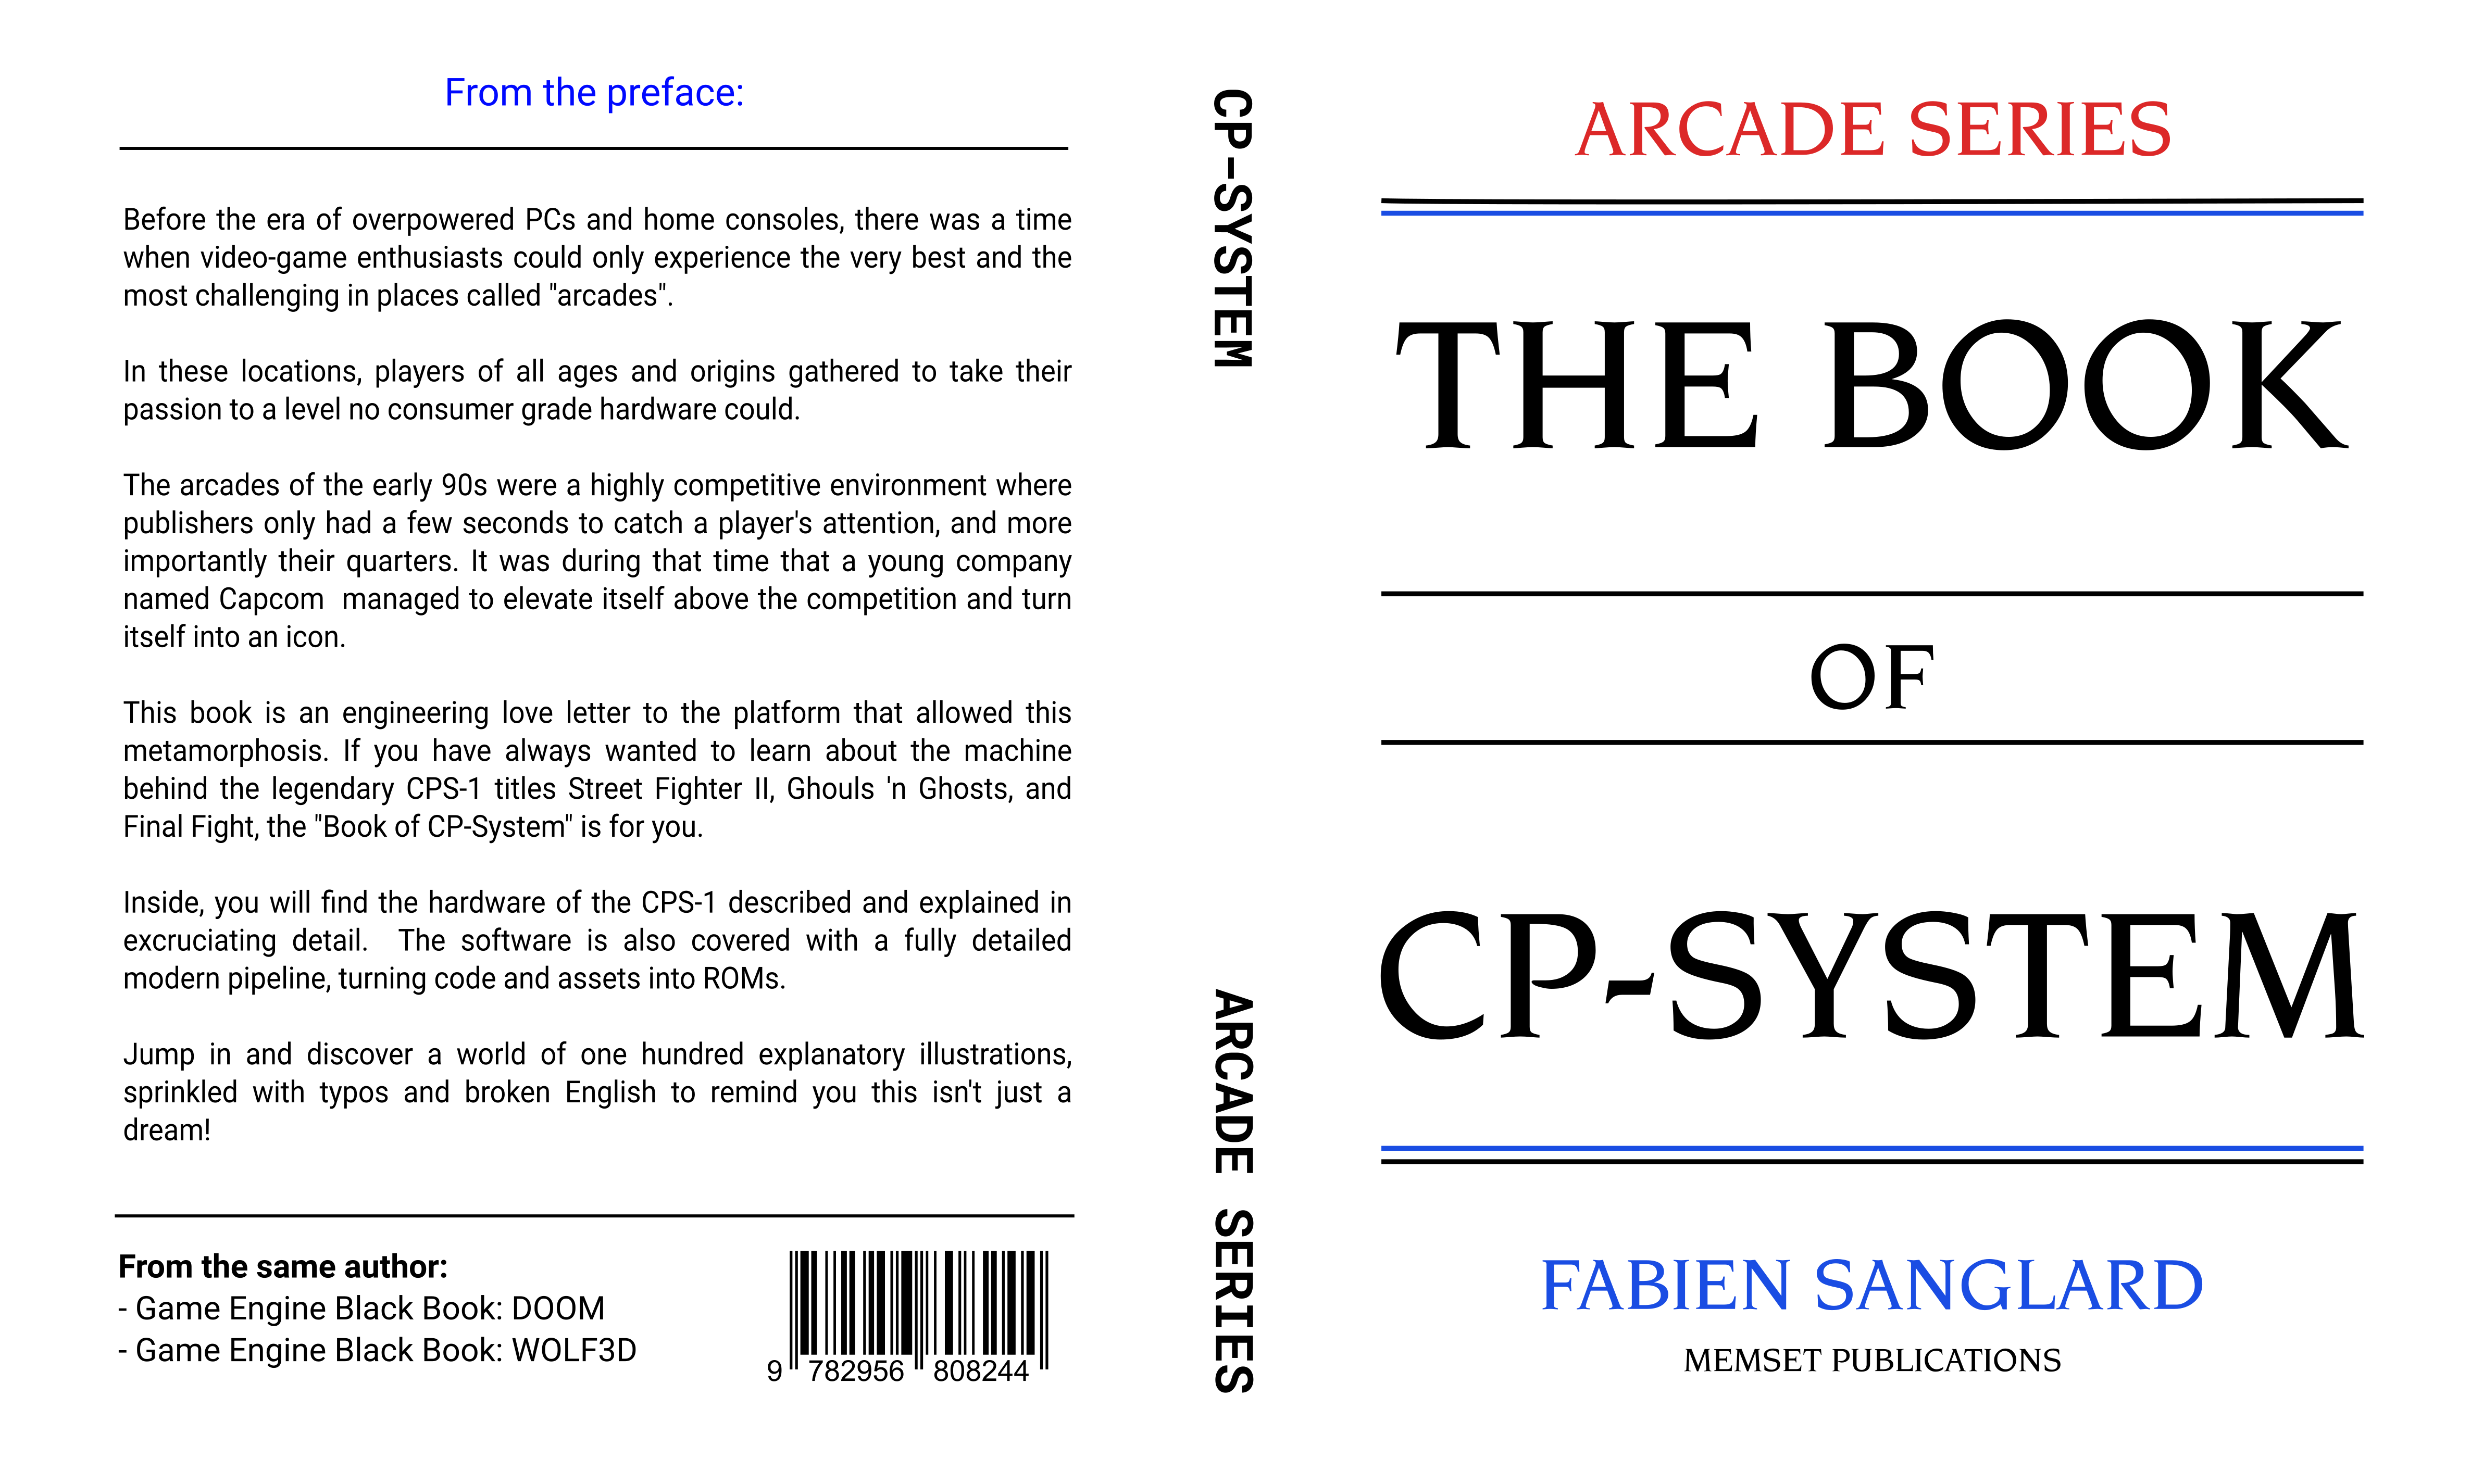 From the preface:
Before the era of overpowered PCs and home consoles, there was a time
when video-game enthusiasts could only experience the very best and the
most challenging in places called "arcades".
In these locations, players of all ages and origins gathered to take their
passion to a level no consumer grade hardware could.
The arcades of the early 90s were a highly competitive environment where
publishers only had a few seconds to catch a player's attention, and more
importantly their quarters. It was during that time that a young company
named Capcom  managed to elevate itself above the competition and turn
itself into an icon.
This book is an engineering love letter to the platform that allowed this
metamorphosis. If you have always wanted to learn about the machine
behind the legendary CPS-1 titles Street Fighter II, Ghouls 'n Ghosts, and
Final Fight, the "Book of CP-System" is for you.
Inside, you will find the hardware of the CPS-1 described and explained in
excruciating detail.  The software is also covered with a fully detailed
modern pipeline, turning code and assets into ROMs.
Jump in and discover a world of one hundred explanatory illustrations,
sprinkled with typos and broken English to remind you this isn't just a
dream!
From the same author:
- Game Engine Black Book: DOOM
- Game Engine Black Book: WOLF3D
9 782956 808244
CP-SYSTEM
ARCADE SERIES
ARCADE SERIES
THE BOOK
OF
CP-SYSTEM
FABIEN SANGLARD
MEMSET PUBLICATIONS